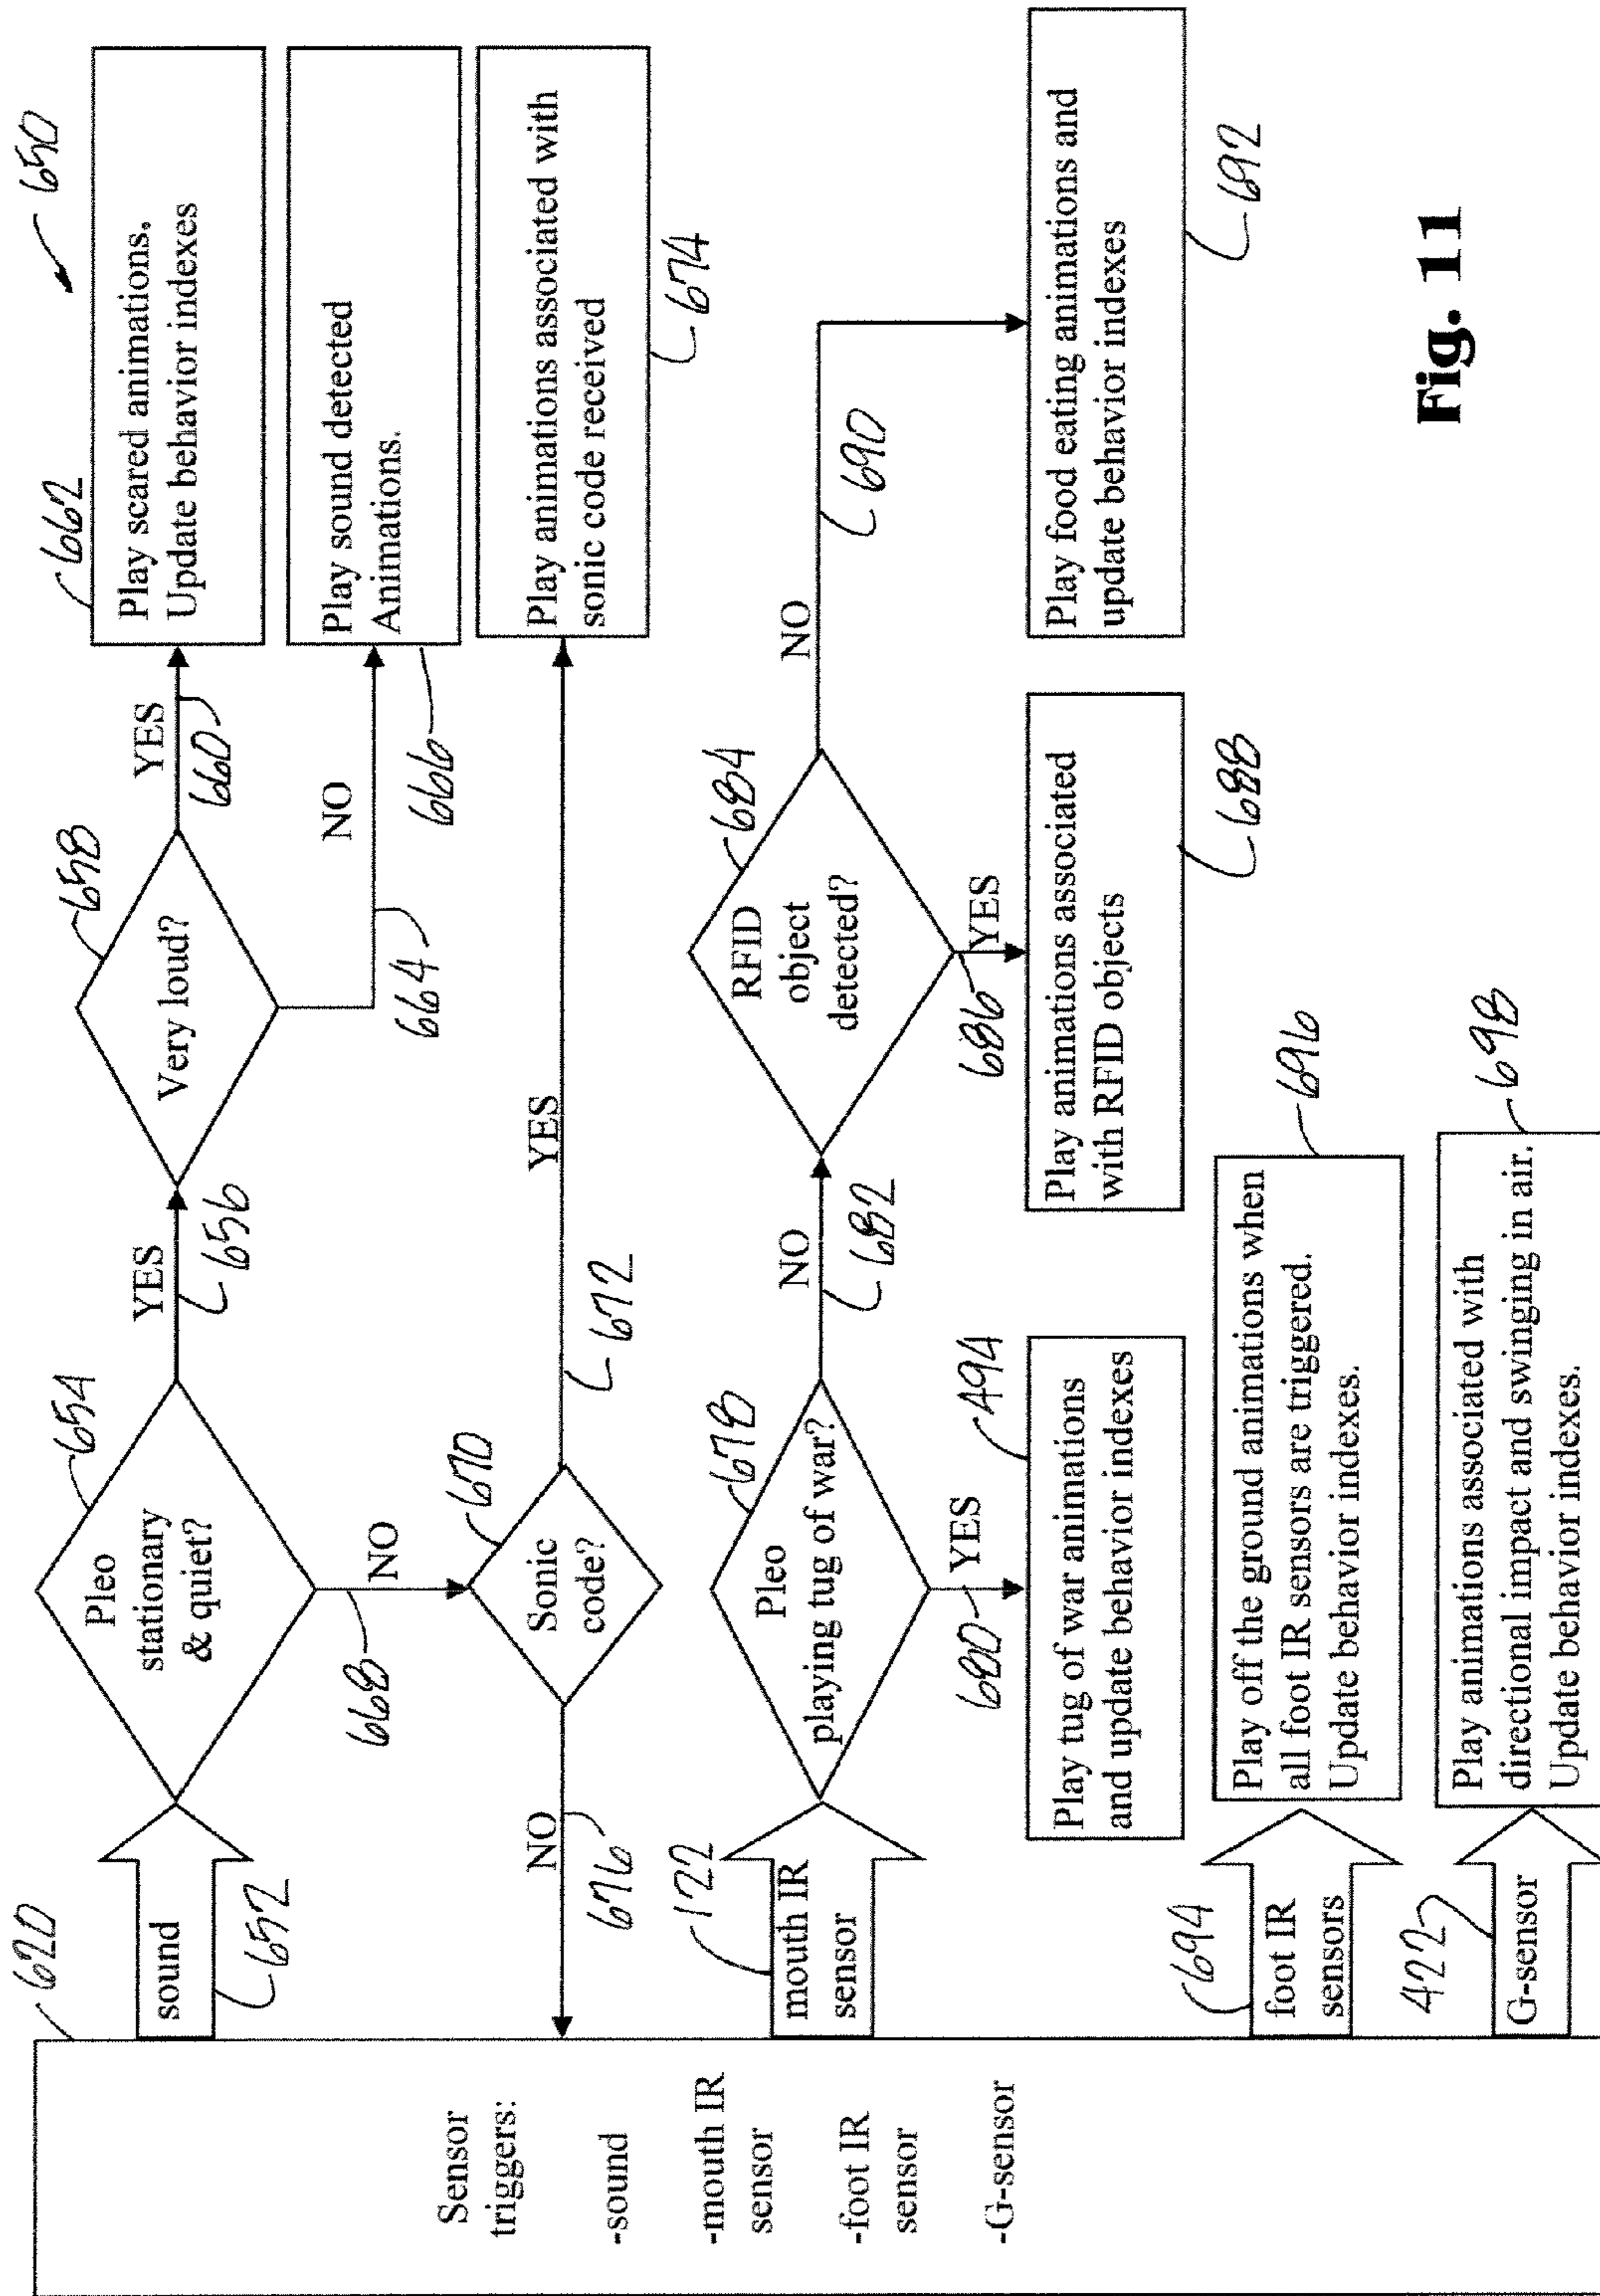 650
620
sound
652
Pleo
stationary
& quiet?
654
YES
656
Very loud?
658
YES
660
Play scared animations.
Update behavior indexes
662
NO
664
Play sound detected
Animations.
666
NO
668
Sonic
code?
670
YES
672
Play animations associated with
sonic code received
674
NO
676
Sensor
triggers:
-sound
-mouth IR
sensor
-foot IR
sensor
-G-sensor
mouth IR
sensor
122
Pleo
playing tug of war?
678
YES
680
Play tug of war animations
and update behavior indexes
494
NO
682
RFID
object
detected?
684
YES
686
Play animations associated
with RFID objects
688
NO
690
Play food eating animations and
update behavior indexes
692
foot IR
sensors
694
Play off the ground animations when
all foot IR sensors are triggered.
Update behavior indexes.
696
G-sensor
422
Play animations associated with
directional impact and swinging in air.
Update behavior indexes.
698
Fig. 11